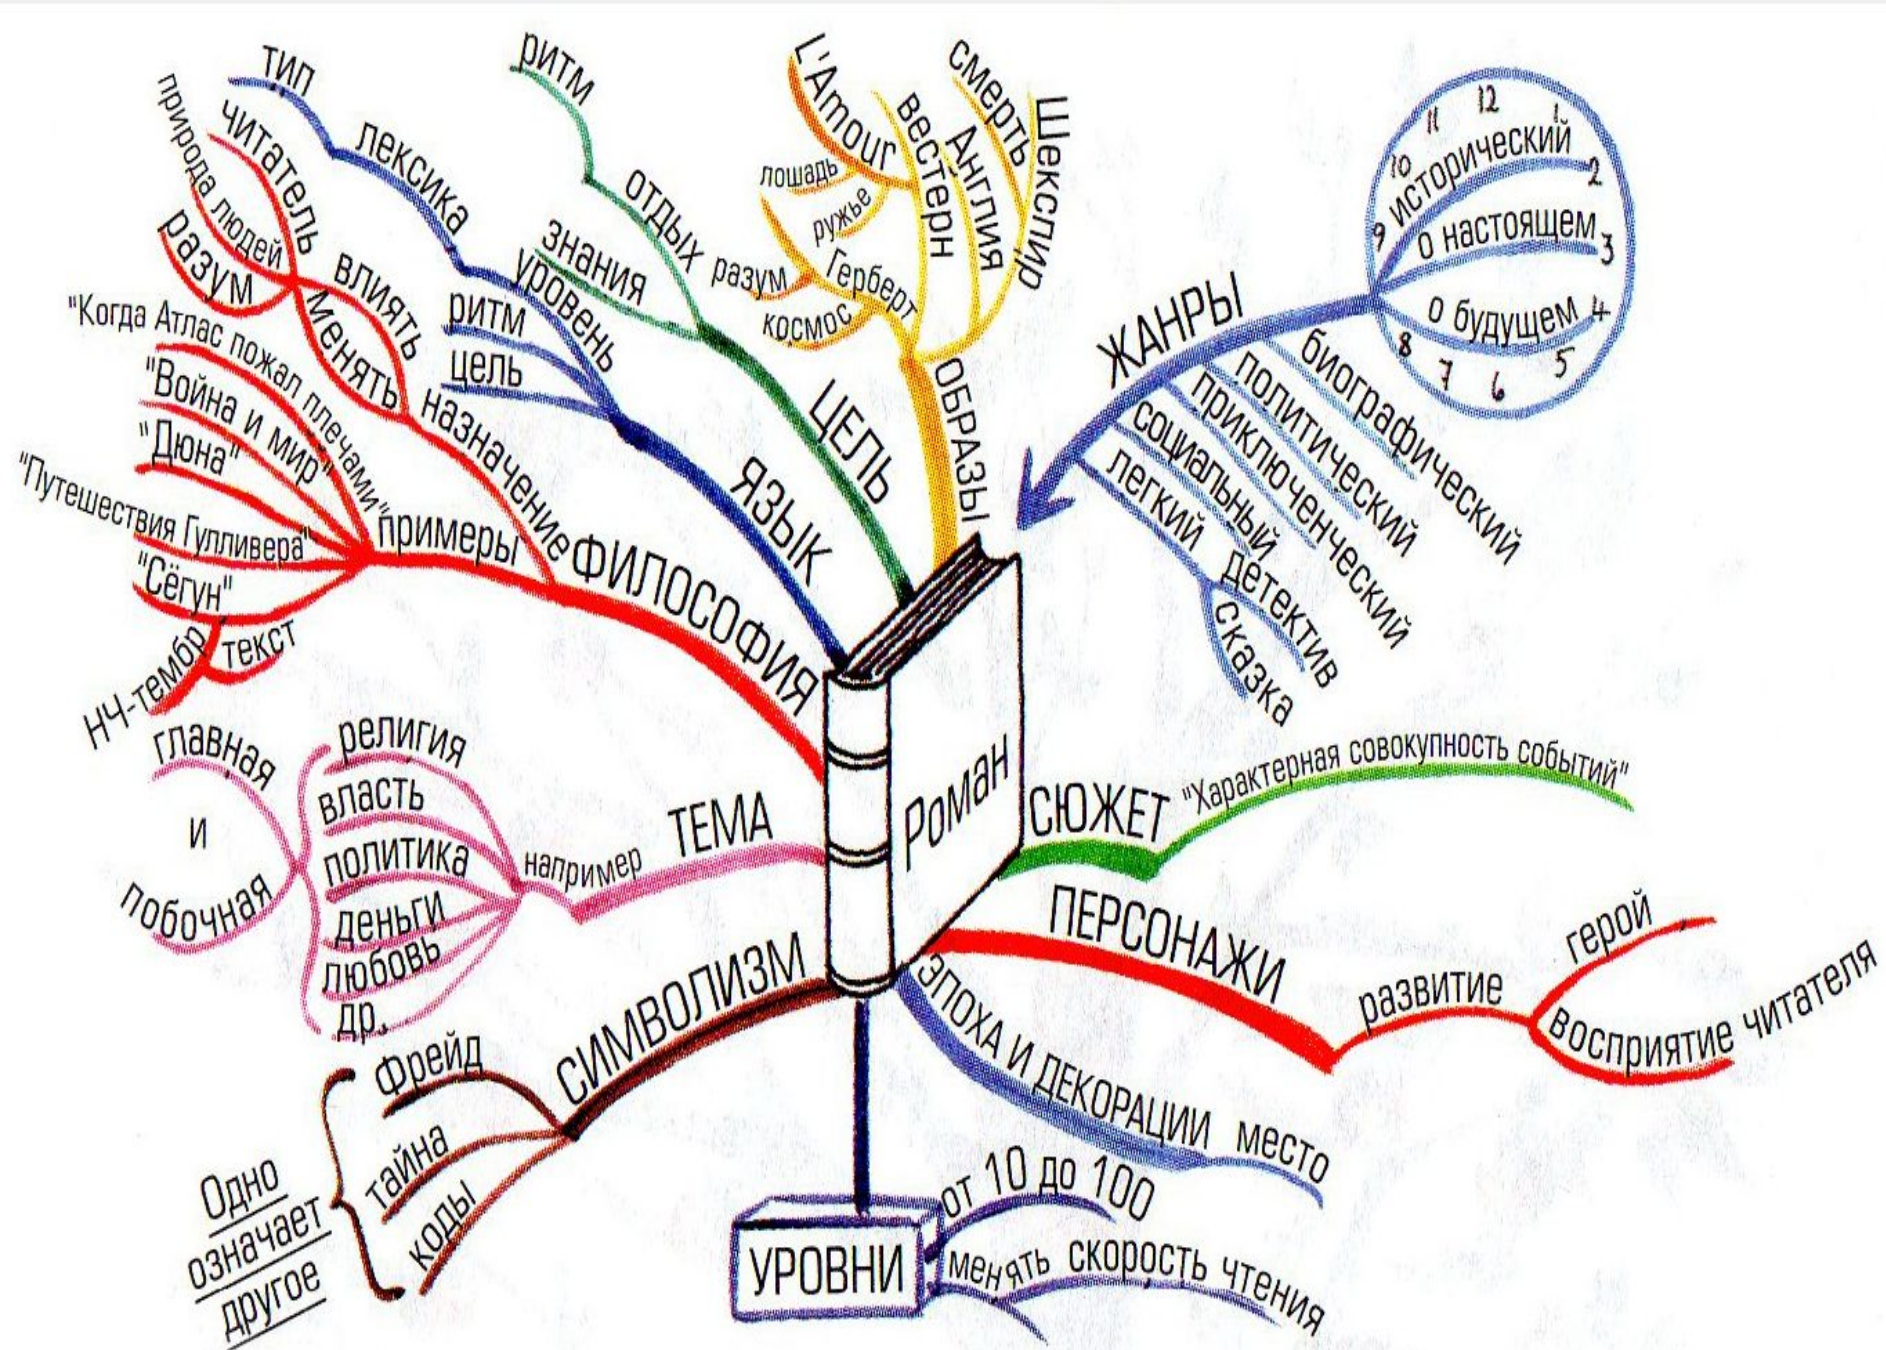 Роман
ОБРАЗЫ
L'Amour
лошадь
ружье
вестерн
Англия
смерть
Шекспир
Герберт
разум
космос
ЖАНРЫ
исторический
о настоящем
о будущем
12
1
2
3
4
5
6
7
8
9
10
11
биографический
политический
приключенческий
социальный
легкий
детектив
сказка
СЮЖЕТ
"Характерная совокупность событий"
ПЕРСОНАЖИ
развитие
герой
восприятие читателя
ЭПОХА И ДЕКОРАЦИИ
место
УРОВНИ
от 10 до 100
менять скорость чтения
СИМВОЛИЗМ
Фрейд
тайна
коды
Одно
означает
другое
ТЕМА
например
религия
власть
политика
деньги
любовь
др.
главная
и
побочная
ФИЛОСОФИЯ
примеры
"Когда Атлас пожал плечами"
"Война и мир"
"Дюна"
"Путешествия Гулливера"
"Сёгун"
текст
НЧ-тембр
назначение
влиять
менять
читатель
природа людей
разум
ЯЗЫК
уровень
лексика
тип
ритм
цель
ЦЕЛЬ
знания
отдых
ритм